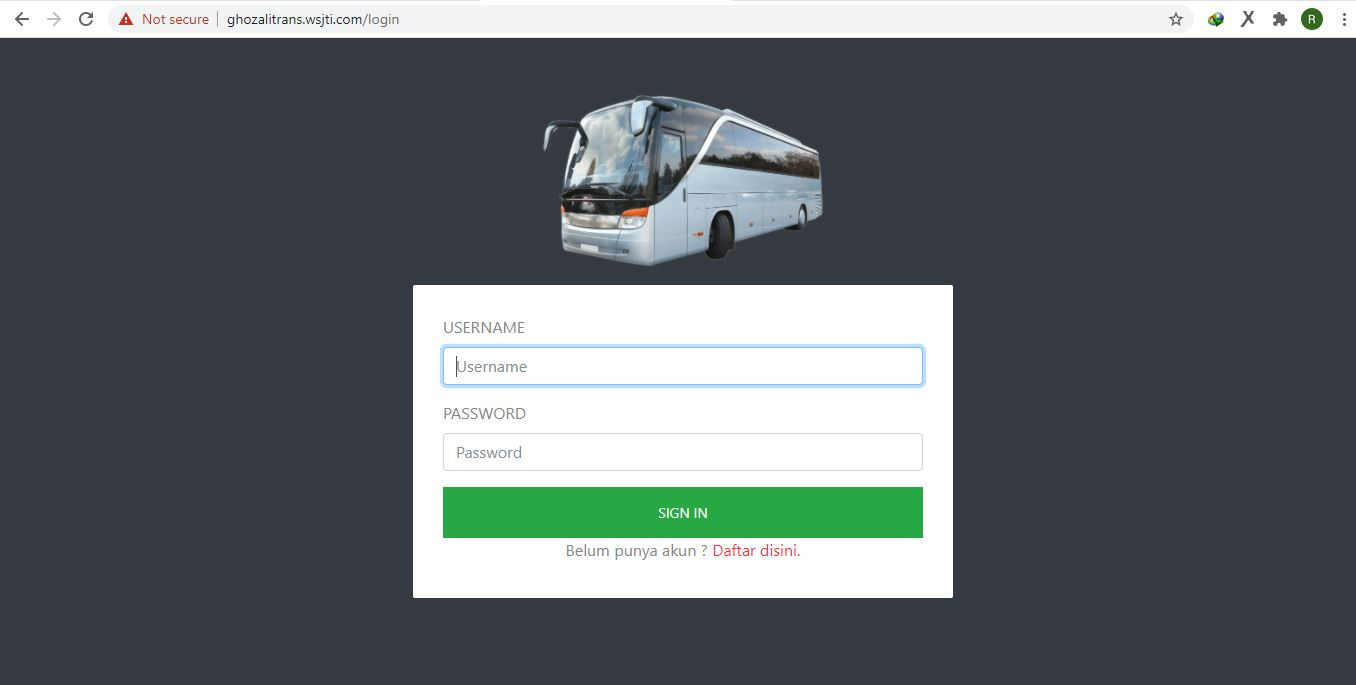 Not secure | ghozalitrans.wsjti.com/login
R
USERNAME
Username
PASSWORD
Password
SIGN IN
Belum punya akun ? Daftar disini.